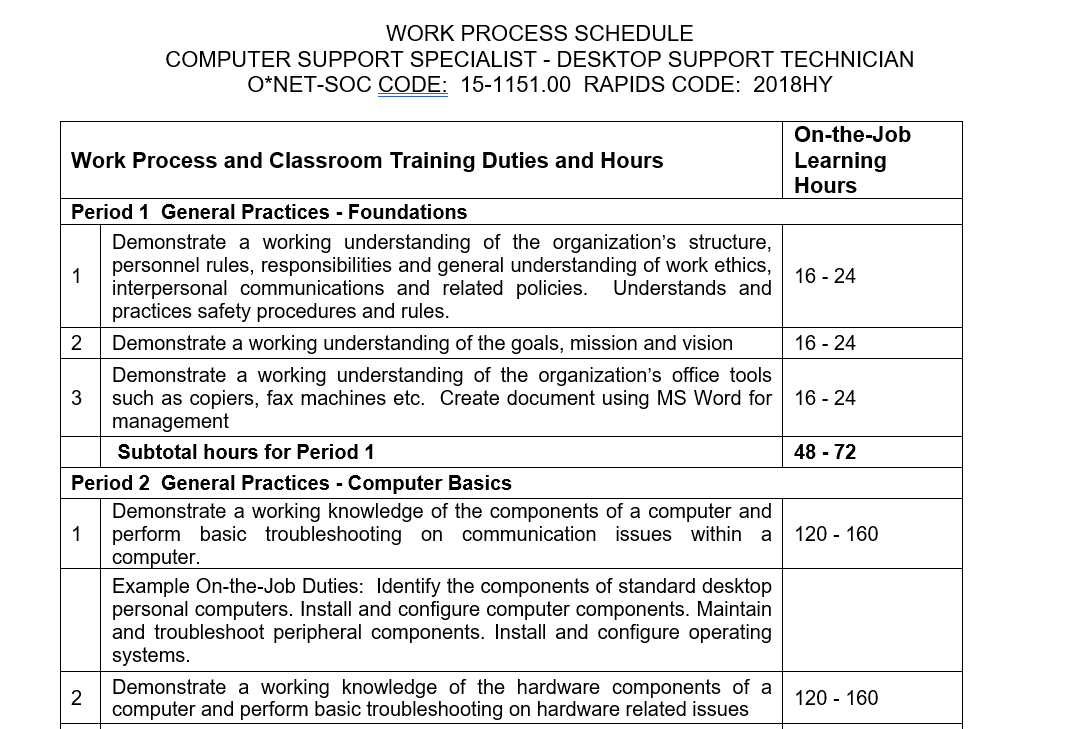 WORK PROCESS SCHEDULE
COMPUTER SUPPORT SPECIALIST - DESKTOP SUPPORT TECHNICIAN
O*NET-SOC CODE:  15-1151.00  RAPIDS CODE:  2018HY
Work Process and Classroom Training Duties and Hours
On-the-Job
Learning
Hours
Period 1  General Practices - Foundations
1
Demonstrate a working understanding of the organization’s structure,
personnel rules, responsibilities and general understanding of work ethics,
interpersonal communications and related policies.  Understands and
practices safety procedures and rules.
16 - 24
2
Demonstrate a working understanding of the goals, mission and vision
16 - 24
3
Demonstrate a working understanding of the organization’s office tools
such as copiers, fax machines etc.  Create document using MS Word for
management
16 - 24
Subtotal hours for Period 1
48 - 72
Period 2  General Practices - Computer Basics
1
Demonstrate a working knowledge of the components of a computer and
perform basic troubleshooting on communication issues within a
computer.
120 - 160
Example On-the-Job Duties:  Identify the components of standard desktop
personal computers. Install and configure computer components. Maintain
and troubleshoot peripheral components. Install and configure operating
systems.
2
Demonstrate a working knowledge of the hardware components of a
computer and perform basic troubleshooting on hardware related issues
120 - 160